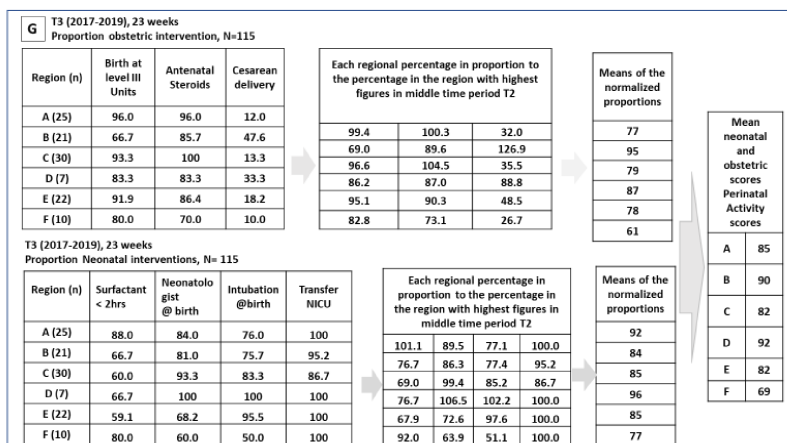 G
T3 (2017-2019), 23 weeks
Proportion obstetric intervention, N=115
Region (n) Birth at level III Units Antenatal Steroids Cesarean delivery
A (25) 96.0 96.0 12.0
B (21) 66.7 85.7 47.6
C (30) 93.3 100 13.3
D (7) 83.3 83.3 33.3
E (22) 91.9 86.4 18.2
F (10) 80.0 70.0 10.0
Each regional percentage in proportion to
the percentage in the region with highest
figures in middle time period T2
99.4 100.3 32.0
69.0 89.6 126.9
96.6 104.5 35.5
86.2 87.0 88.8
95.1 90.3 48.5
82.8 73.1 26.7
Means of the
normalized
proportions
77
95
79
87
78
61
T3 (2017-2019), 23 weeks
Proportion Neonatal interventions, N= 115
Region (n) Surfactant < 2hrs Neonatolo gist @ birth Intubation @birth Transfer NICU
A (25) 88.0 84.0 76.0 100
B (21) 66.7 81.0 75.7 95.2
C (30) 60.0 93.3 83.3 86.7
D (7) 66.7 100 100 100
E (22) 59.1 68.2 95.5 100
F (10) 80.0 60.0 50.0 100
Each regional percentage in
proportion to the percentage in
the region with highest figures in
middle time period T2
101.1 89.5 77.1 100.0
76.7 86.3 77.4 95.2
69.0 99.4 85.2 86.7
76.7 106.5 102.2 100.0
67.9 72.6 97.6 100.0
92.0 63.9 51.1 100.0
Means of the
normalized
proportions
92
84
85
96
85
77
Mean
neonatal
and
obstetric
scores
Perinatal
Activity
scores
A 85
B 90
C 82
D 92
E 82
F 69